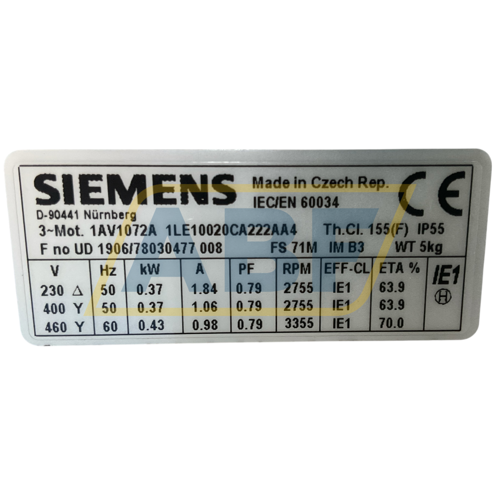 SIEMENS Made in Czech Rep. CE
D-90441 Nürnberg IEC/EN 60034
3~Mot. 1AV1072A 1LE10020CA222AA4 Th.Cl. 155(F) IP55
F no UD 1906/78030477 008 FS 71M IM B3 WT 5kg
V Hz kW A PF RPM EFF-CL ETA % IE1
230 Δ 50 0.37 1.84 0.79 2755 IE1 63.9 H
400 Y 50 0.37 1.06 0.79 2755 IE1 63.9
460 Y 60 0.43 0.98 0.79 3355 IE1 70.0
ABF